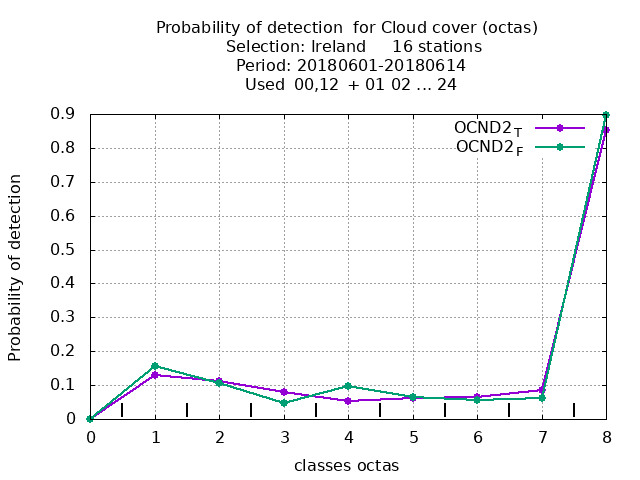 Probability of detection  for Cloud cover (octas)
Selection: Ireland     16 stations
Period: 20180601-20180614
Used  00,12  + 01 02 ... 24
OCND2T
OCND2F
0.9
0.8
0.7
0.6
0.5
0.4
0.3
0.2
0.1
0
Probability of detection
0 1 2 3 4 5 6 7 8
classes octas